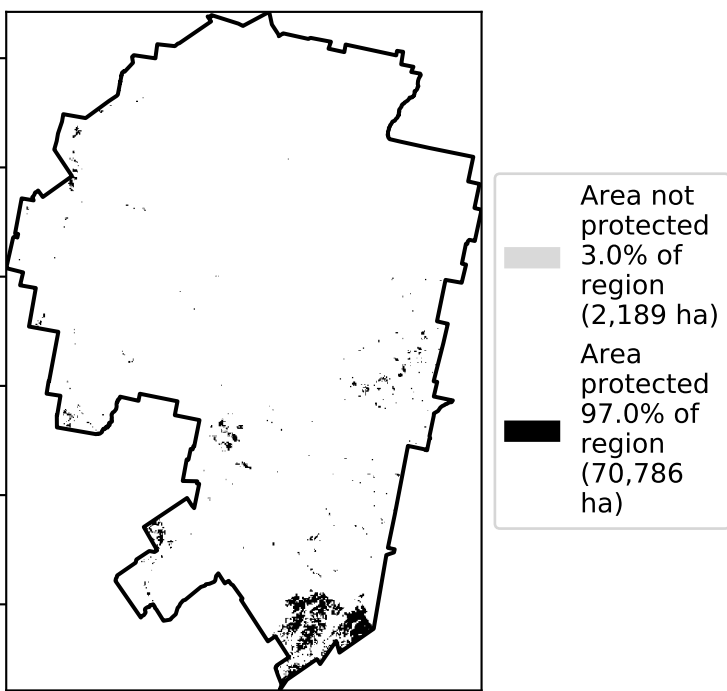 Area not
protected
3.0% of
region
(2,189 ha)
Area
protected
97.0% of
region
(70,786
ha)